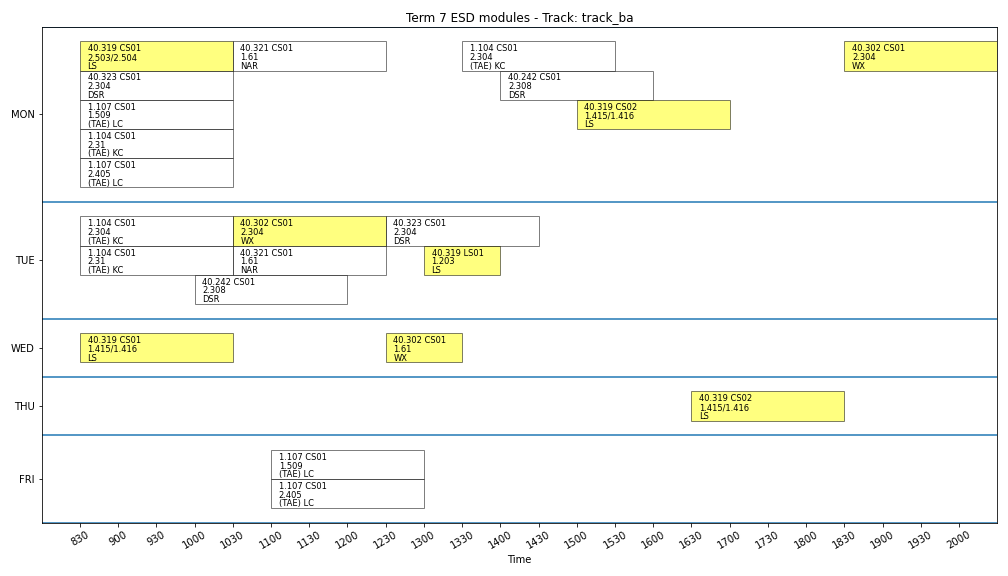 Term 7 ESD modules - Track: track_ba
MON
40.319 CS01
2.503/2.504
LS
40.321 CS01
1.61
NAR
1.104 CS01
2.304
(TAE) KC
40.302 CS01
2.304
WX
40.323 CS01
2.304
DSR
40.242 CS01
2.308
DSR
1.107 CS01
1.509
(TAE) LC
40.319 CS02
1.415/1.416
LS
1.104 CS01
2.31
(TAE) KC
1.107 CS01
2.405
(TAE) LC
TUE
1.104 CS01
2.304
(TAE) KC
40.302 CS01
2.304
WX
40.323 CS01
2.304
DSR
1.104 CS01
2.31
(TAE) KC
40.321 CS01
1.61
NAR
40.319 LS01
1.203
LS
40.242 CS01
2.308
DSR
WED
40.319 CS01
1.415/1.416
LS
40.302 CS01
1.61
WX
THU
40.319 CS02
1.415/1.416
LS
FRI
1.107 CS01
1.509
(TAE) LC
1.107 CS01
2.405
(TAE) LC
830 900 930 1000 1030 1100 1130 1200 1230 1300 1330 1400 1430 1500 1530 1600 1630 1700 1730 1800 1830 1900 1930 2000
Time